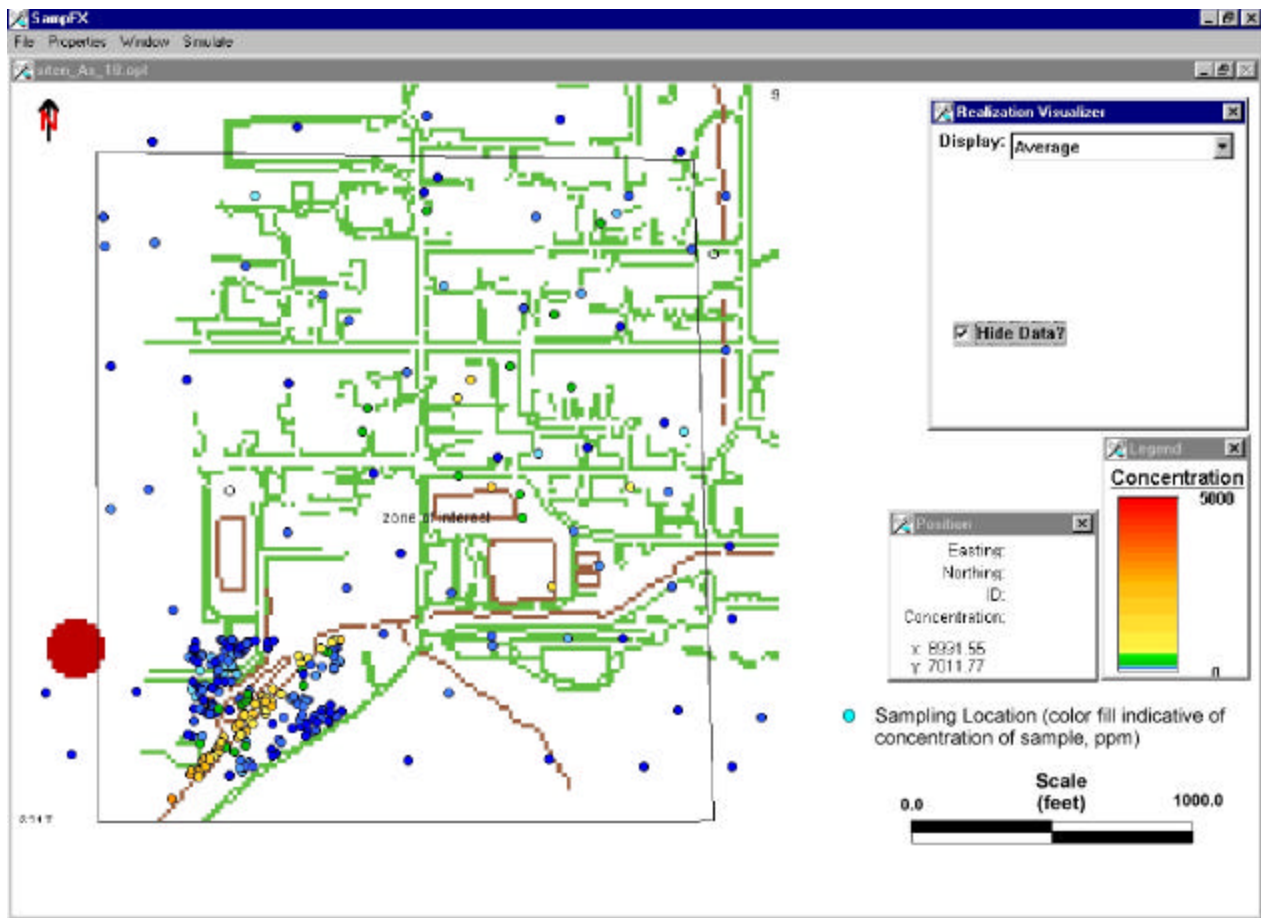 SampFX
File Properties Window Simulate
N
9
Realization Visualizer
Display: Average
Hide Data?
zone of interest
Legend
Concentration
5000
0
Position
Easting:
Northing:
ID:
Concentration:
x: 8991.55
y: 7011.77
Sampling Location (color fill indicative of
concentration of sample, ppm)
Scale
(feet)
0.0
1000.0